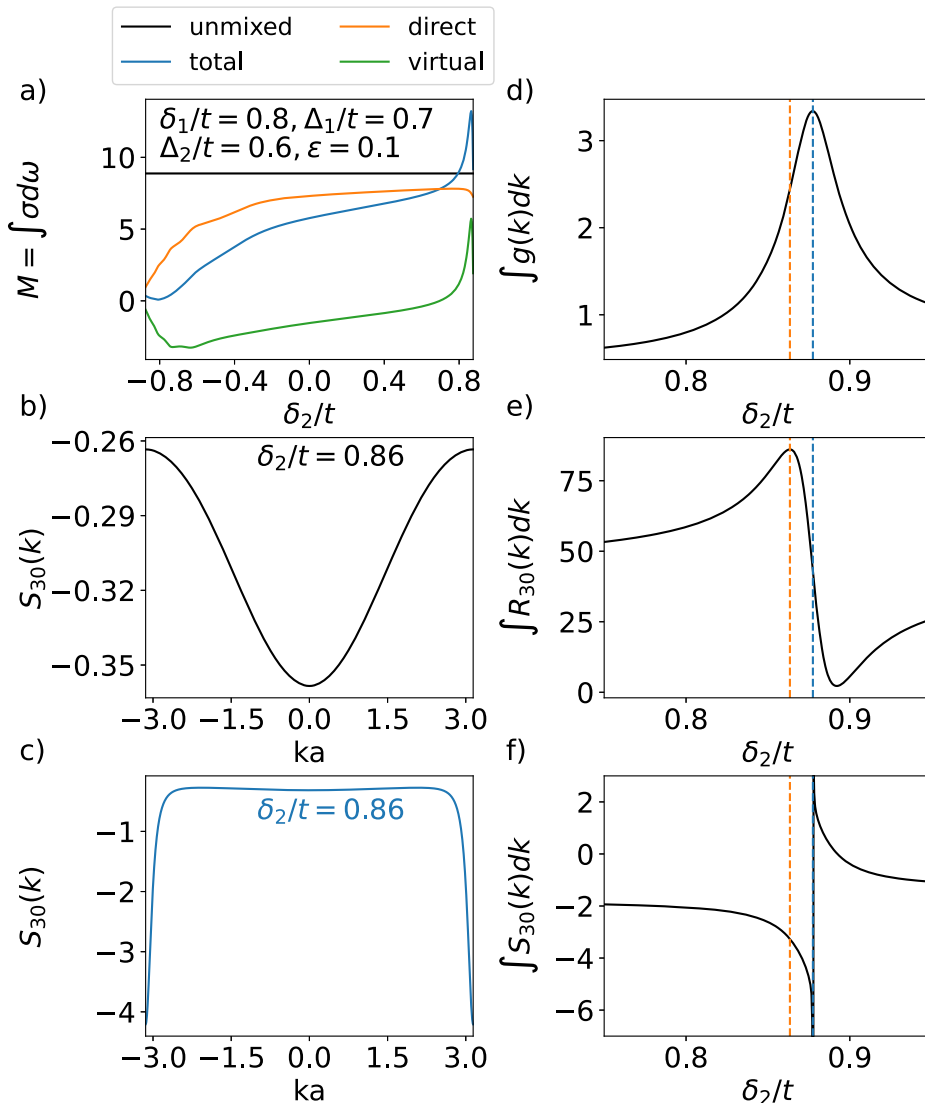 unmixed direct
total virtual
a)
δ₁/t = 0.8, Δ₁/t = 0.7
Δ₂/t = 0.6, ε = 0.1
M = ∫ σdω
10
5
0
−0.8 −0.4 0.0 0.4 0.8
δ₂/t
b)
δ₂/t = 0.86
S₃₀(k)
−0.26
−0.29
−0.32
−0.35
−3.0 −1.5 0.0 1.5 3.0
ka
c)
δ₂/t = 0.86
S₃₀(k)
−1
−2
−3
−4
−3.0 −1.5 0.0 1.5 3.0
ka
d)
∫ g(k)dk
3
2
1
0.8 0.9
δ₂/t
e)
∫ R₃₀(k)dk
75
50
25
0
0.8 0.9
δ₂/t
f)
∫ S₃₀(k)dk
2
0
−2
−4
−6
0.8 0.9
δ₂/t